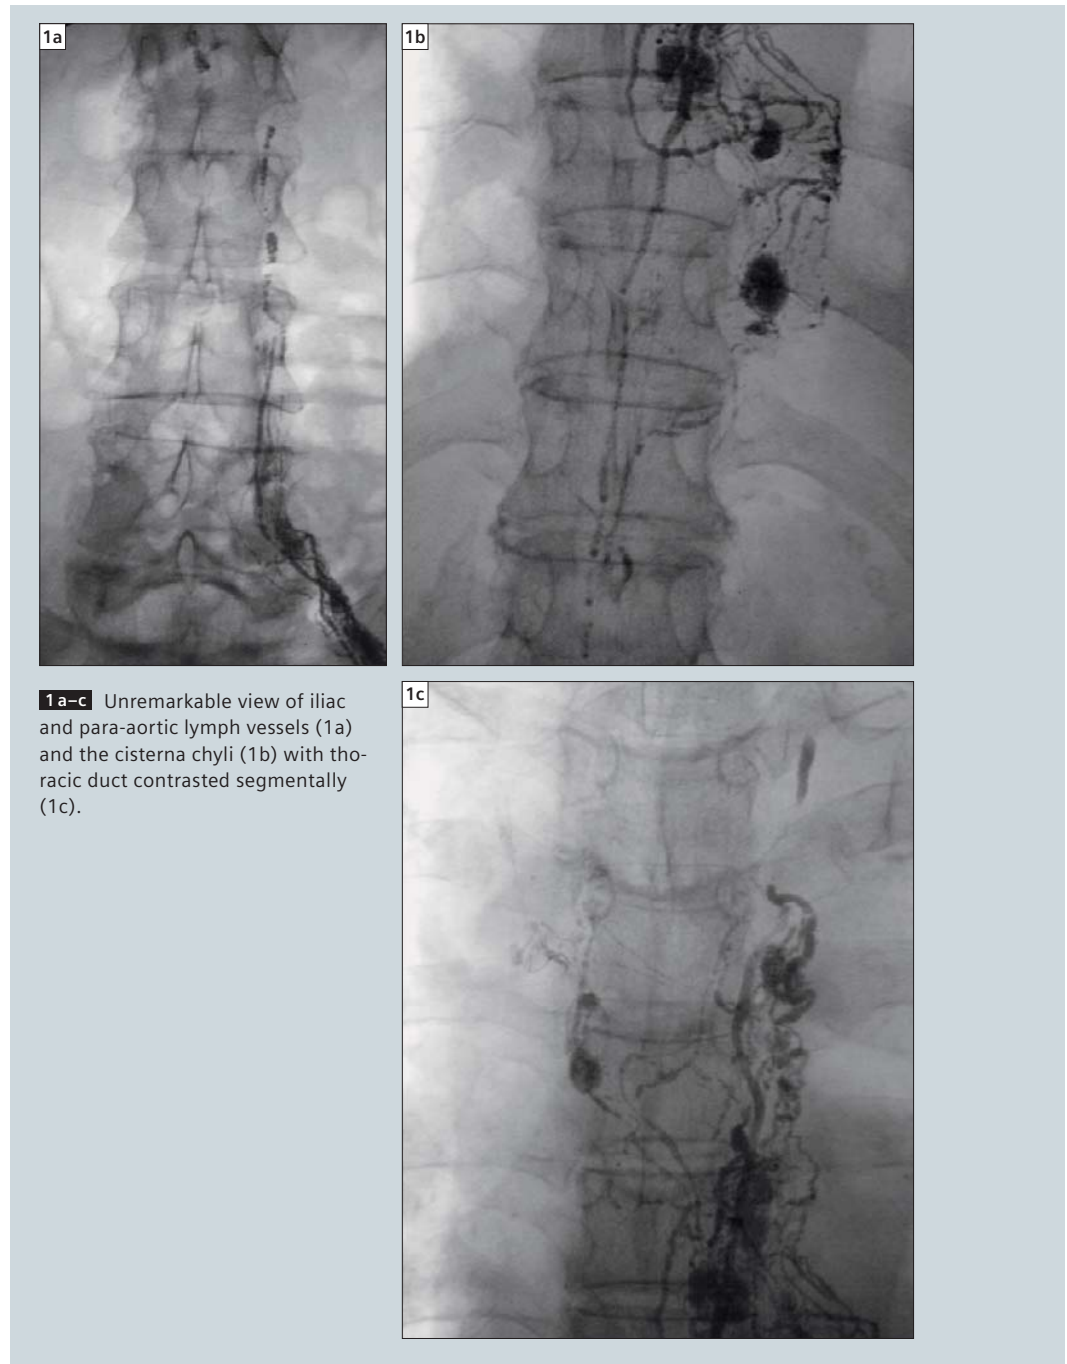 1a
1b
1a–c Unremarkable view of iliac
and para-aortic lymph vessels (1a)
and the cisterna chyli (1b) with tho-
racic duct contrasted segmentally
(1c).
1c